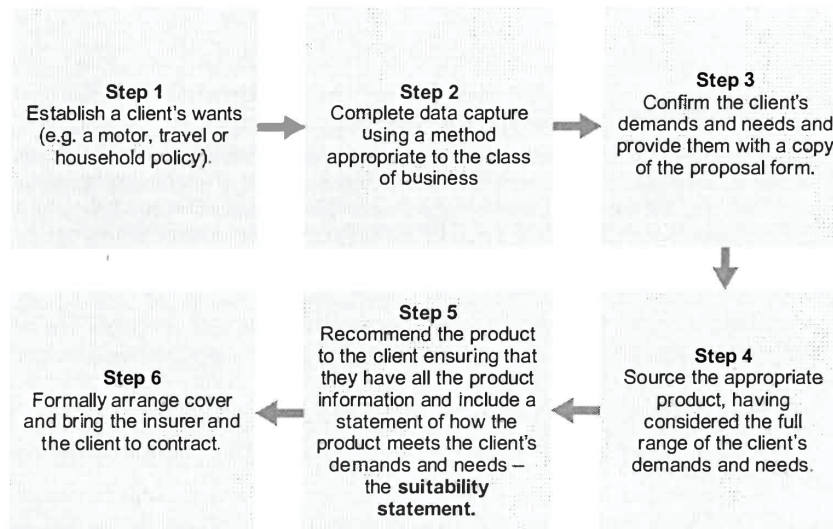 Step 1
Establish a client's wants
(e.g. a motor, travel or
household policy).
Step 2
Complete data capture
using a method
appropriate to the class
of business
Step 3
Confirm the client's
demands and needs and
provide them with a copy
of the proposal form.
Step 4
Source the appropriate
product, having
considered the full
range of the client's
demands and needs.
Step 5
Recommend the product
to the client ensuring that
they have all the product
information and include a
statement of how the
product meets the client's
demands and needs –
the suitability
statement.
Step 6
Formally arrange cover
and bring the insurer and
the client to contract.